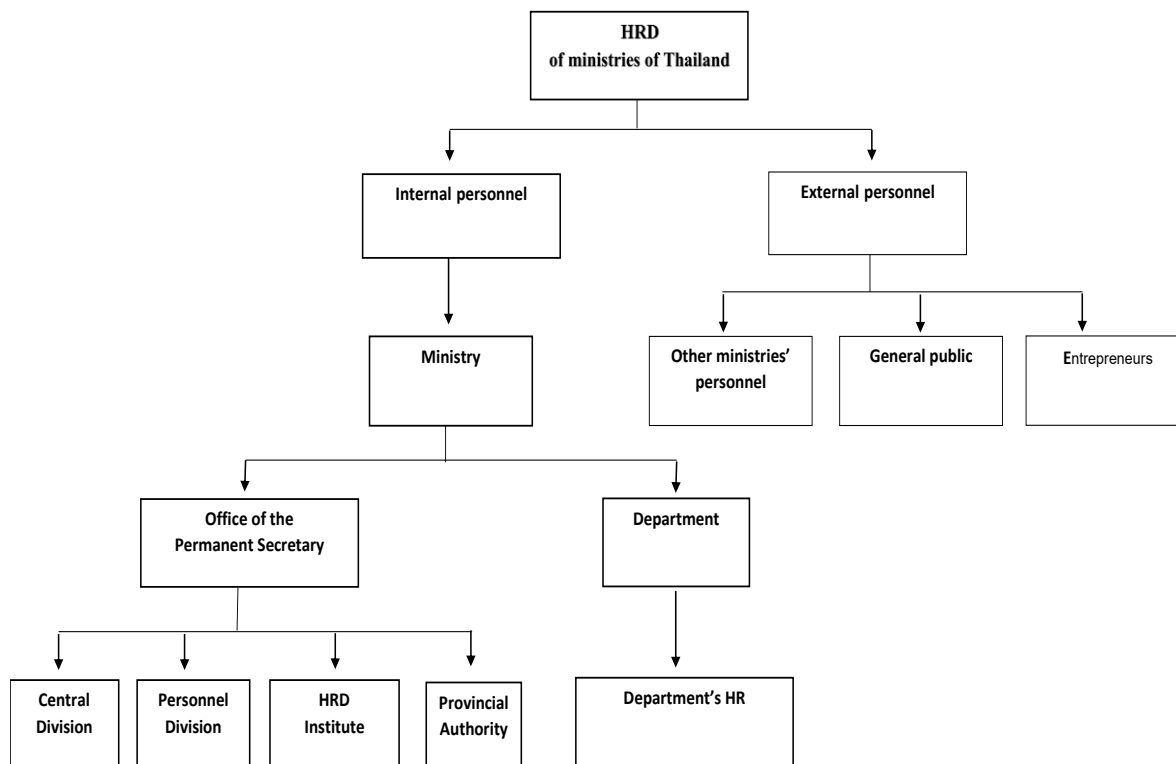 HRD
of ministries of Thailand
Internal personnel
External personnel
Ministry
Other ministries’
personnel
General public
Entrepreneurs
Office of the
Permanent Secretary
Department
Central
Division
Personnel
Division
HRD
Institute
Provincial
Authority
Department’s HR